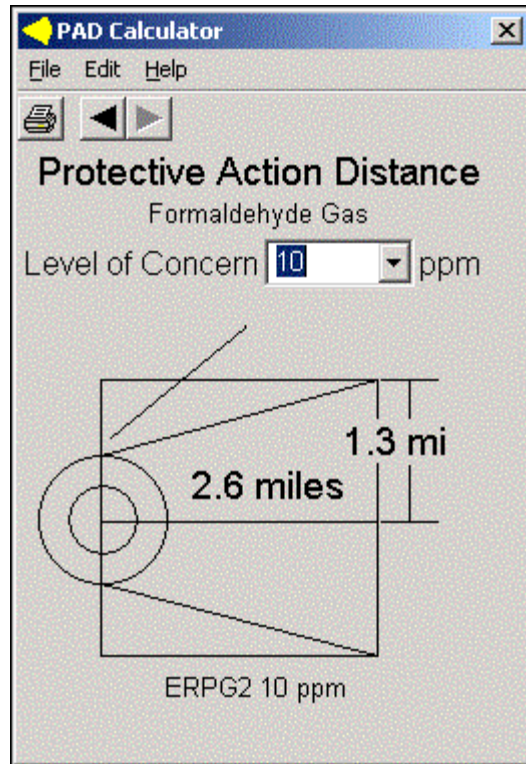 PAD Calculator
File Edit Help
Protective Action Distance
Formaldehyde Gas
Level of Concern 10 ppm
1.3 mi
2.6 miles
ERPG2 10 ppm